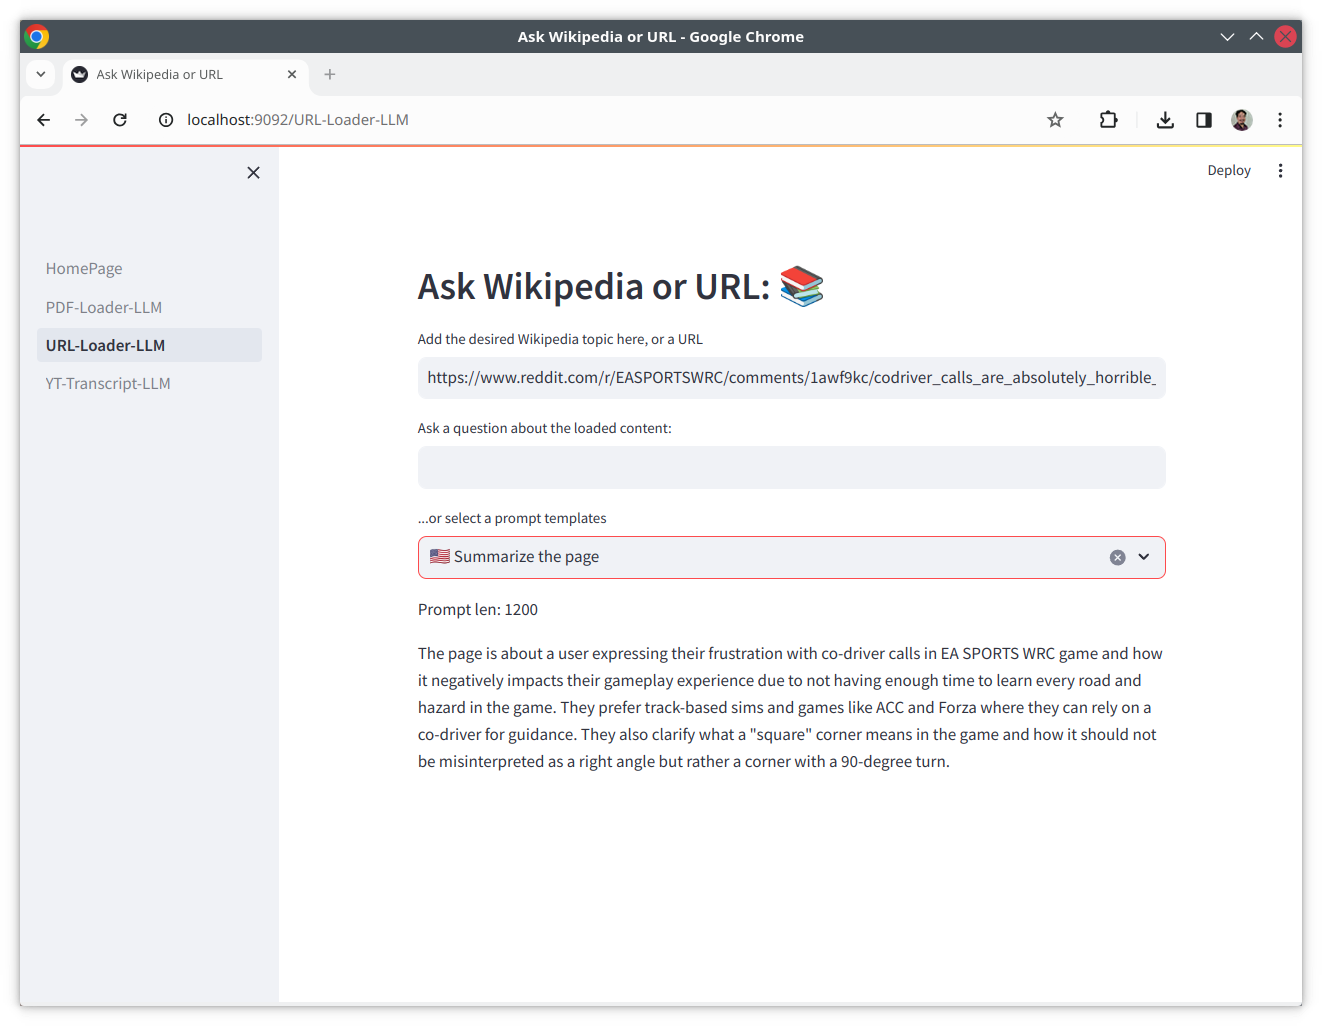 Ask Wikipedia or URL - Google Chrome
Ask Wikipedia or URL
localhost:9092/URL-Loader-LLM
Deploy
HomePage
PDF-Loader-LLM
URL-Loader-LLM
YT-Transcript-LLM
Ask Wikipedia or URL: 📚
Add the desired Wikipedia topic here, or a URL
https://www.reddit.com/r/EASPORTSWRC/comments/1awf9kc/codriver_calls_are_absolutely_horrible_
Ask a question about the loaded content:
...or select a prompt templates
🇺🇸 Summarize the page
Prompt len: 1200
The page is about a user expressing their frustration with co-driver calls in EA SPORTS WRC game and how
it negatively impacts their gameplay experience due to not having enough time to learn every road and
hazard in the game. They prefer track-based sims and games like ACC and Forza where they can rely on a
co-driver for guidance. They also clarify what a "square" corner means in the game and how it should not
be misinterpreted as a right angle but rather a corner with a 90-degree turn.